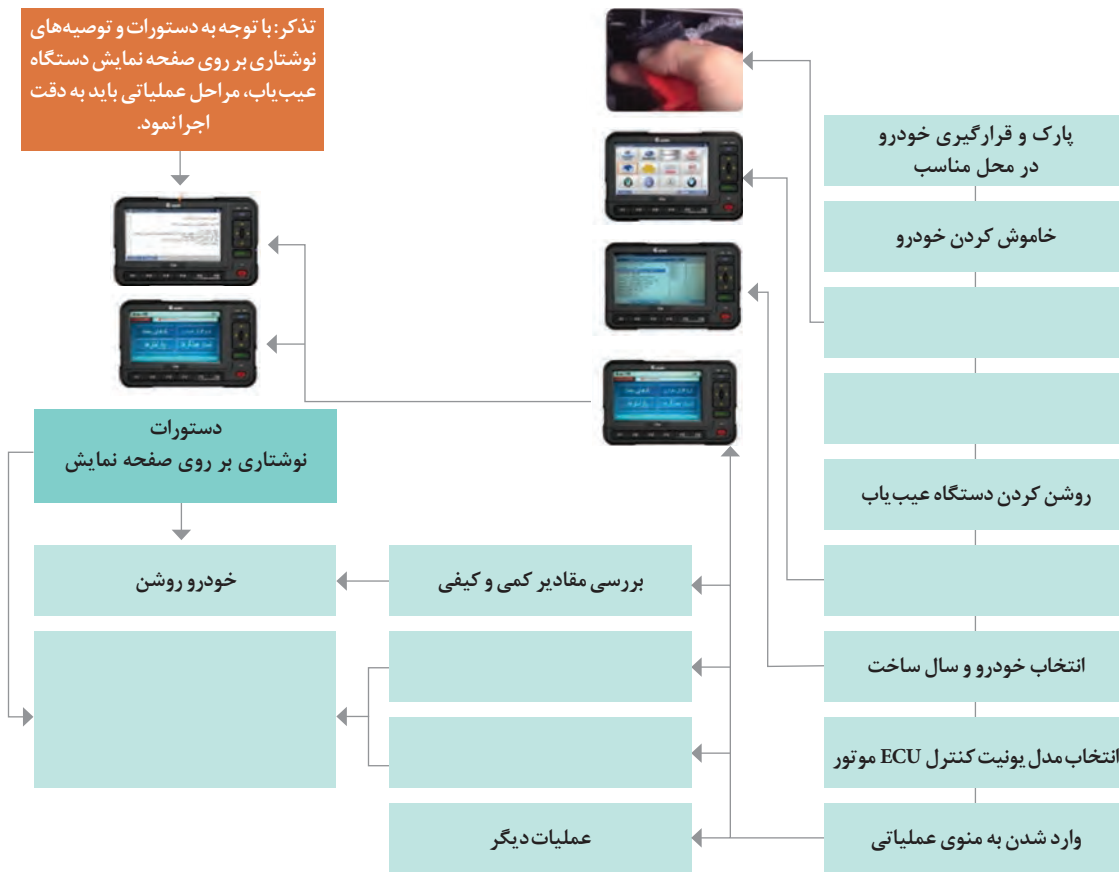 تذکر: با توجه به دستورات و توصیه‌های
نوشتاری بر روی صفحه نمایش دستگاه
عیب‌یاب، مراحل عملیاتی باید به دقت
اجرا نمود.
پارک و قرارگیری خودرو
در محل مناسب
خاموش کردن خودرو
روشن کردن دستگاه عیب‌یاب
انتخاب خودرو و سال ساخت
انتخاب مدل یونیت کنترل ECU موتور
وارد شدن به منوی عملیاتی
دستورات
نوشتاری بر روی صفحه نمایش
بررسی مقادیر کمی و کیفی
خودرو روشن
عملیات دیگر